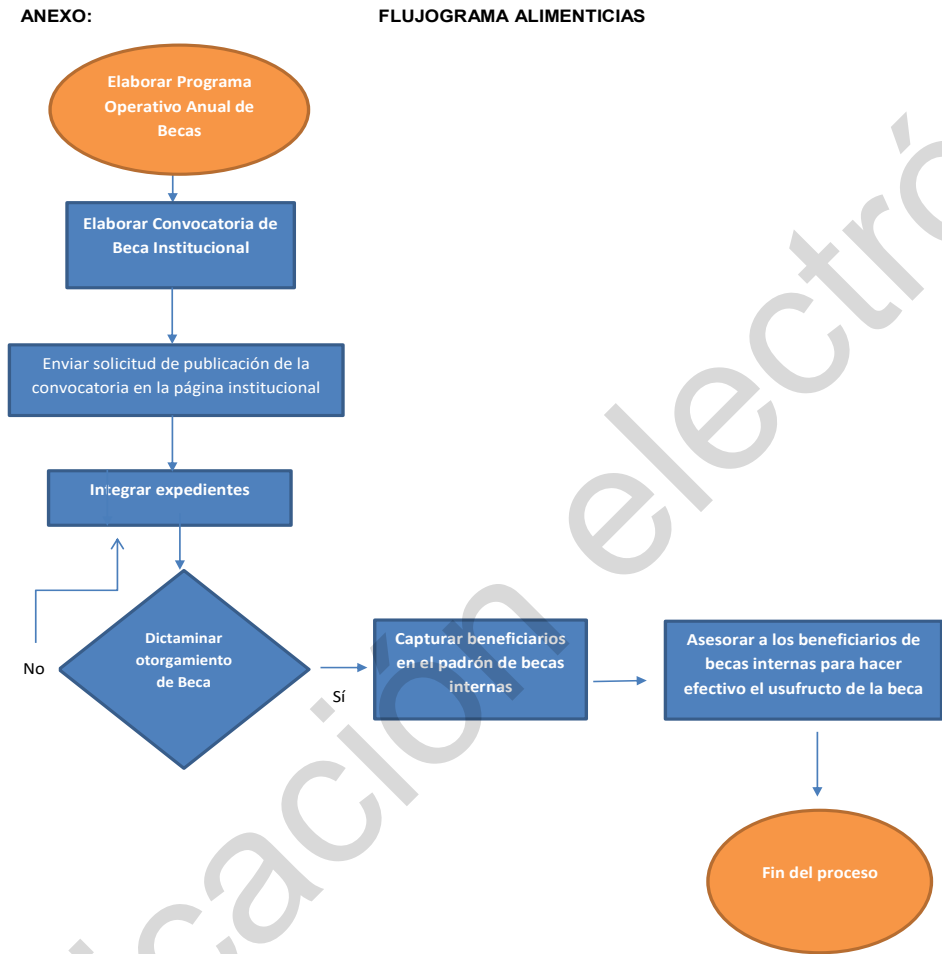 ANEXO: FLUJOGRAMA ALIMENTICIAS
Elaborar Programa
Operativo Anual de
Becas
Elaborar Convocatoria de
Beca Institucional
Enviar solicitud de publicación de la
convocatoria en la página institucional
Integrar expedientes
Dictaminar
otorgamiento
de Beca
No
Sí
Capturar beneficiarios
en el padrón de becas
internas
Asesorar a los beneficiarios de
becas internas para hacer
efectivo el usufructo de la beca
Fin del proceso
icación electró